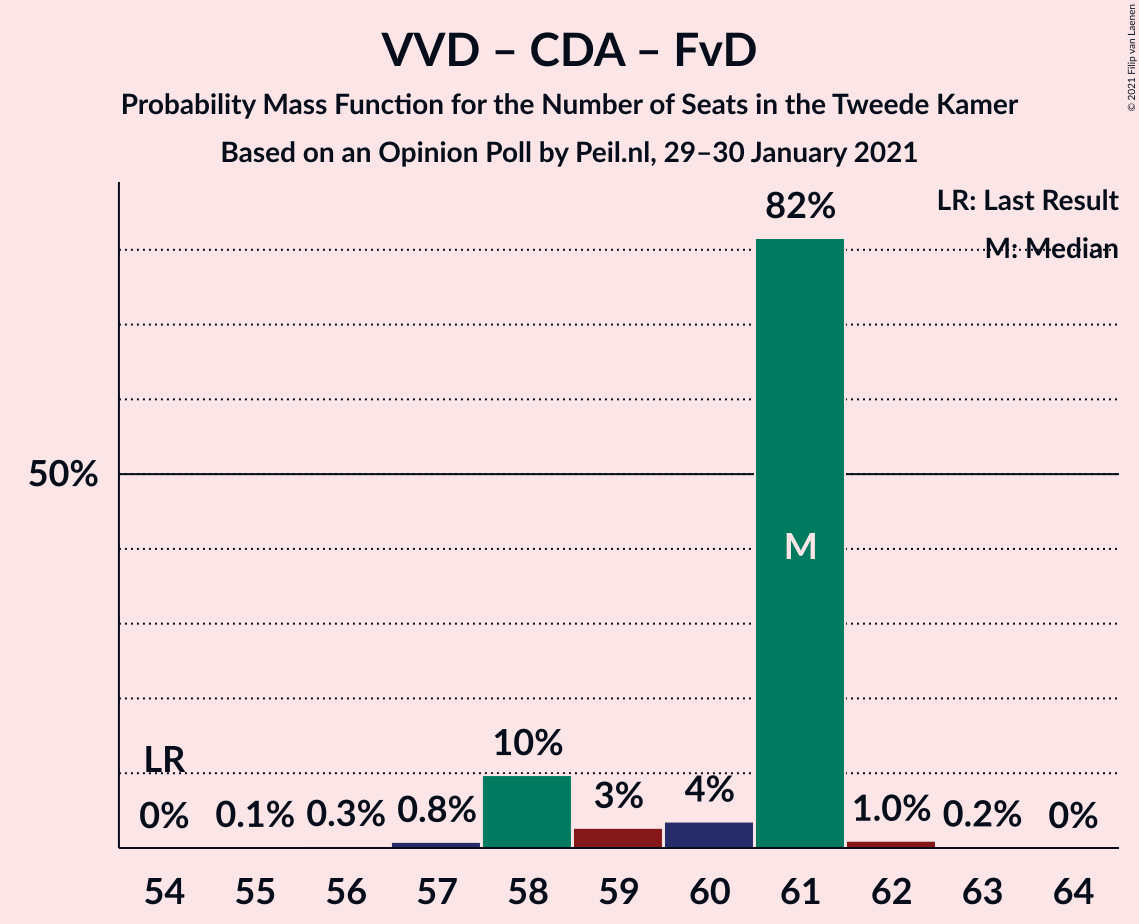 VVD – CDA – FvD
Probability Mass Function for the Number of Seats in the Tweede Kamer
Based on an Opinion Poll by Peil.nl, 29–30 January 2021
© 2021 Filip van Laenen
LR: Last Result
M: Median
82%
50%
M
LR
10%
0% 0.1% 0.3% 0.8% 3% 4% 1.0% 0.2% 0%
54 55 56 57 58 59 60 61 62 63 64